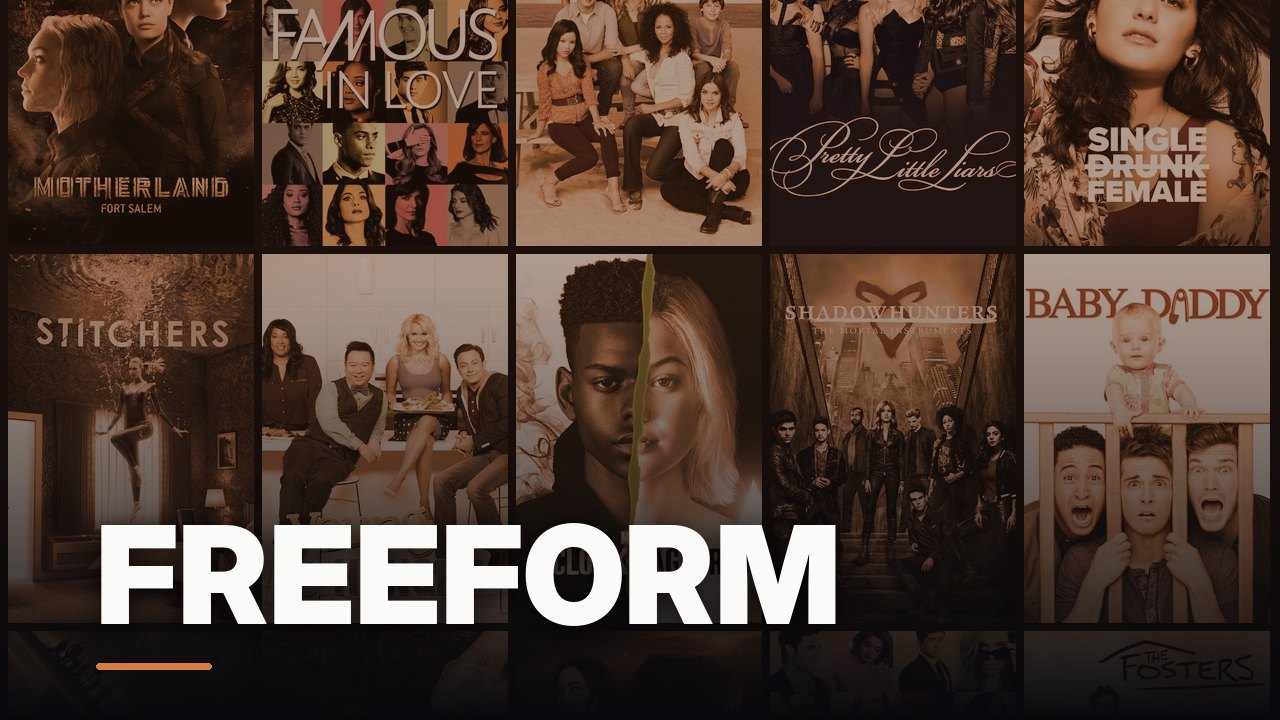 FAMOUS
IN LOVE
MOTHERLAND
FORT SALEM
Pretty Little Liars
SINGLE
DRUNK
FEMALE
STITCHERS
SHADOWHUNTERS
THE MORTAL INSTRUMENTS
BABY DADDY
FREEFORM
THE
FOSTERS